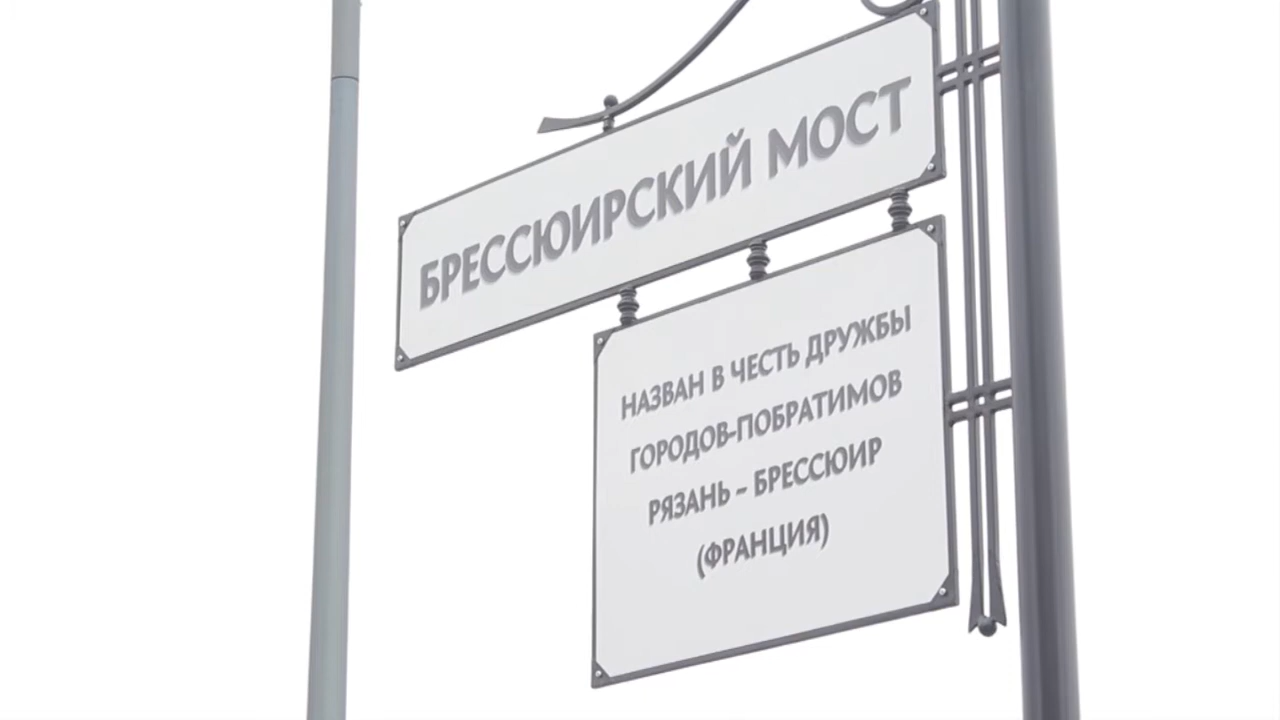 БРЕССЮИРСКИЙ МОСТ
НАЗВАН В ЧЕСТЬ ДРУЖБЫ
ГОРОДОВ-ПОБРАТИМОВ
РЯЗАНЬ – БРЕССЮИР
(ФРАНЦИЯ)